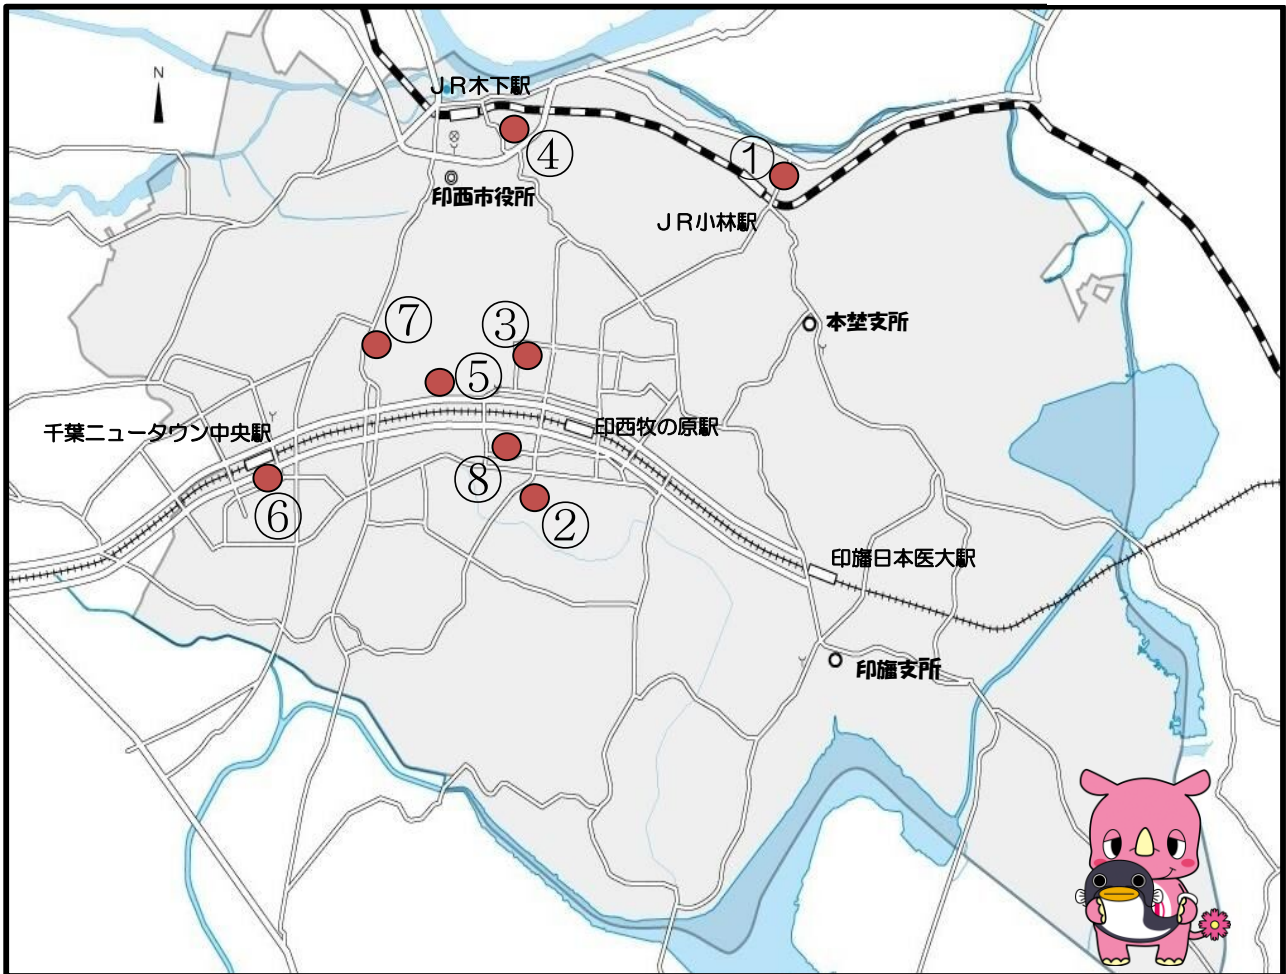 N
JR木下駅
④
①
印西市役所
JR小林駅
⑦
③
本埜支所
⑤
千葉ニュータウン中央駅
印西牧の原駅
⑧
⑥
②
印旛日本医大駅
印旛支所